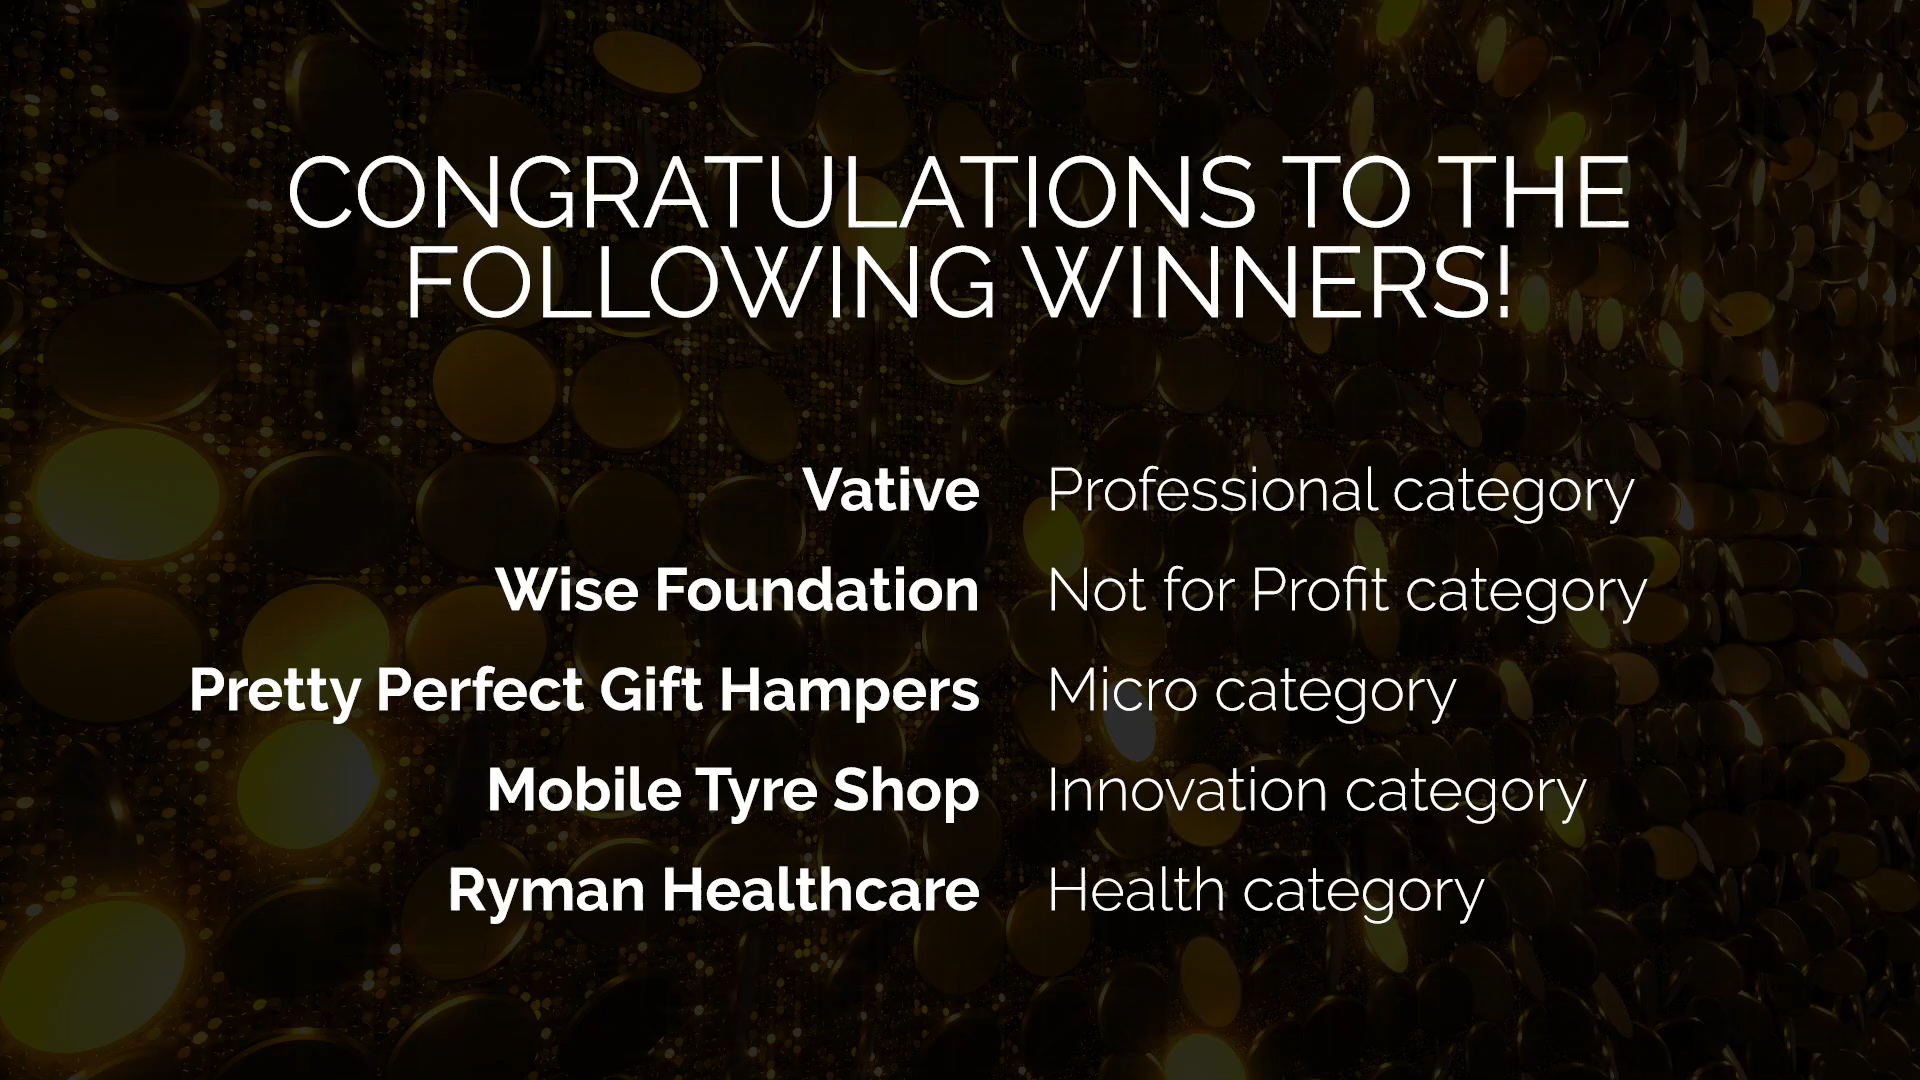 CONGRATULATIONS TO THE
FOLLOWING WINNERS!
Vative Professional category
Wise Foundation Not for Profit category
Pretty Perfect Gift Hampers Micro category
Mobile Tyre Shop Innovation category
Ryman Healthcare Health category